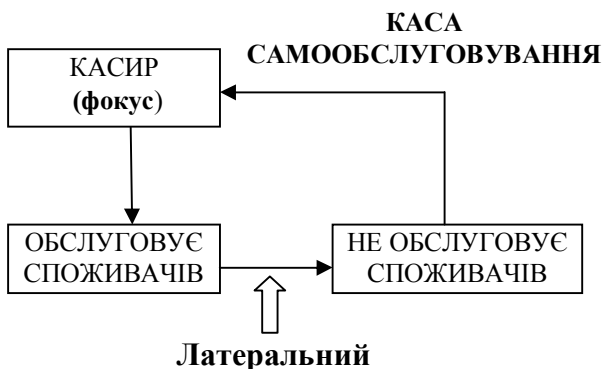 КАСА
САМООБСЛУГОВУВАННЯ
КАСИР
(фокус)
ОБСЛУГОВУЄ
СПОЖИВАЧІВ
НЕ ОБСЛУГОВУЄ
СПОЖИВАЧІВ
Латеральний